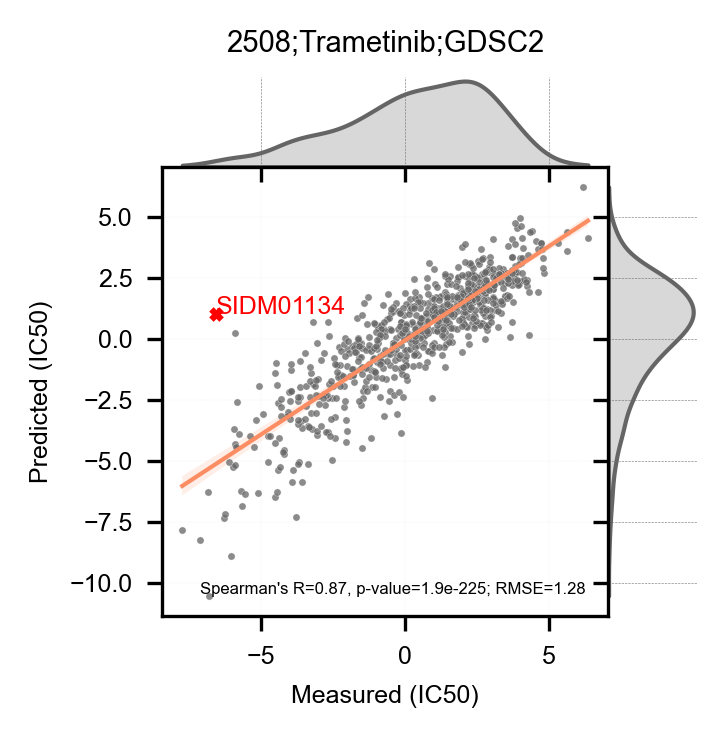 2508;Trametinib;GDSC2
5.0
2.5
0.0
−2.5
−5.0
−7.5
−10.0
Predicted (IC50)
SIDM01134
Spearman's R=0.87, p-value=1.9e-225; RMSE=1.28
−5
0
5
Measured (IC50)